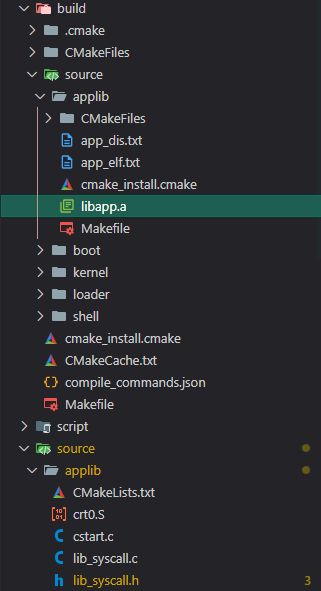 build
.cmake
CMakeFiles
source
applib
CMakeFiles
app_dis.txt
app_elf.txt
cmake_install.cmake
libapp.a
Makefile
boot
kernel
loader
shell
cmake_install.cmake
CMakeCache.txt
compile_commands.json
Makefile
script
source
applib
CMakeLists.txt
crt0.S
cstart.c
lib_syscall.c
lib_syscall.h 3